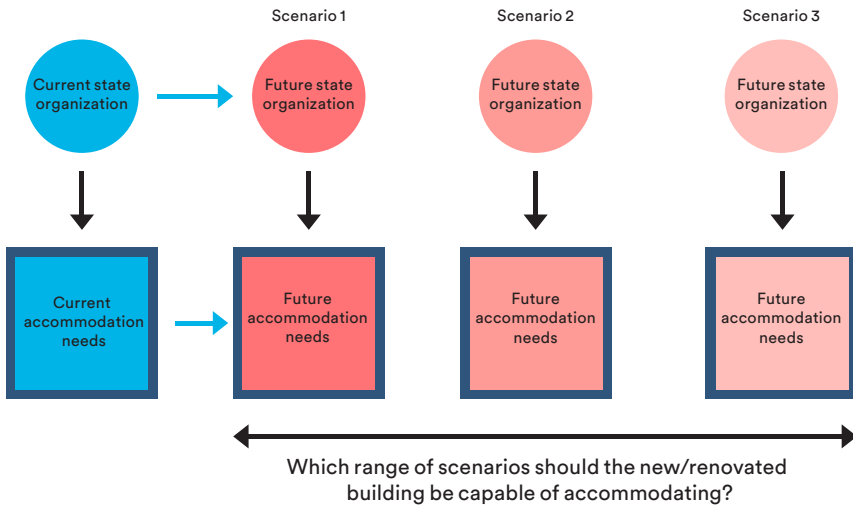 Scenario 1
Scenario 2
Scenario 3
Current state
organization
Future state
organization
Future state
organization
Future state
organization
Current
accommodation
needs
Future
accommodation
needs
Future
accommodation
needs
Future
accommodation
needs
Which range of scenarios should the new/renovated
building be capable of accommodating?